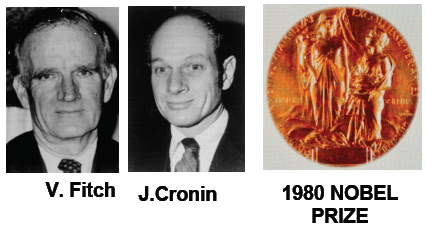 V. Fitch
J.Cronin
1980 NOBEL
PRIZE